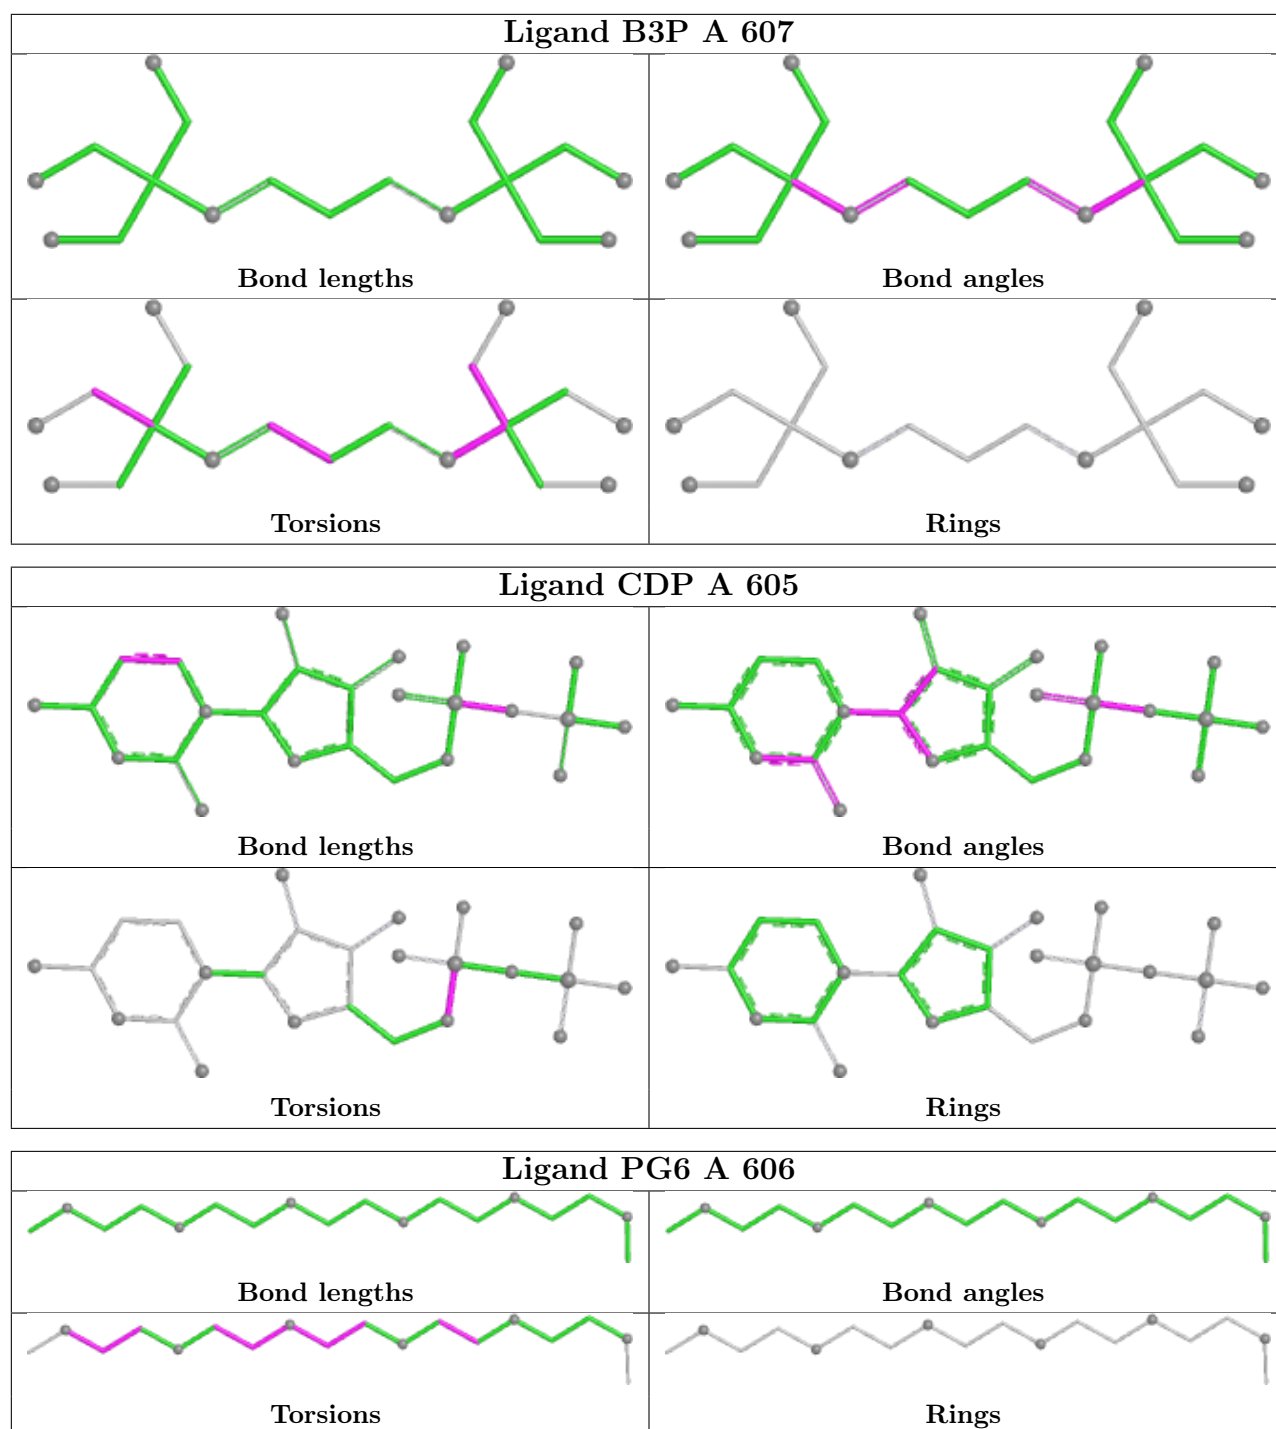 Ligand B3P A 607
Bond lengths
Bond angles
Torsions
Rings
Ligand CDP A 605
Bond lengths
Bond angles
Torsions
Rings
Ligand PG6 A 606
Bond lengths
Bond angles
Torsions
Rings